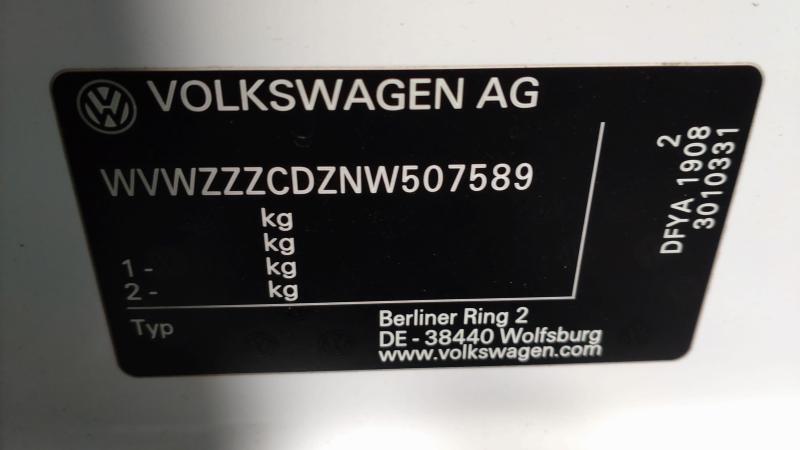 VOLKSWAGEN AG
WVWZZZCDZNW507589
kg
kg
1 - kg
2 - kg
Typ
Berliner Ring 2
DE - 38440 Wolfsburg
www.volkswagen.com
2
DFYA 1908
3010331